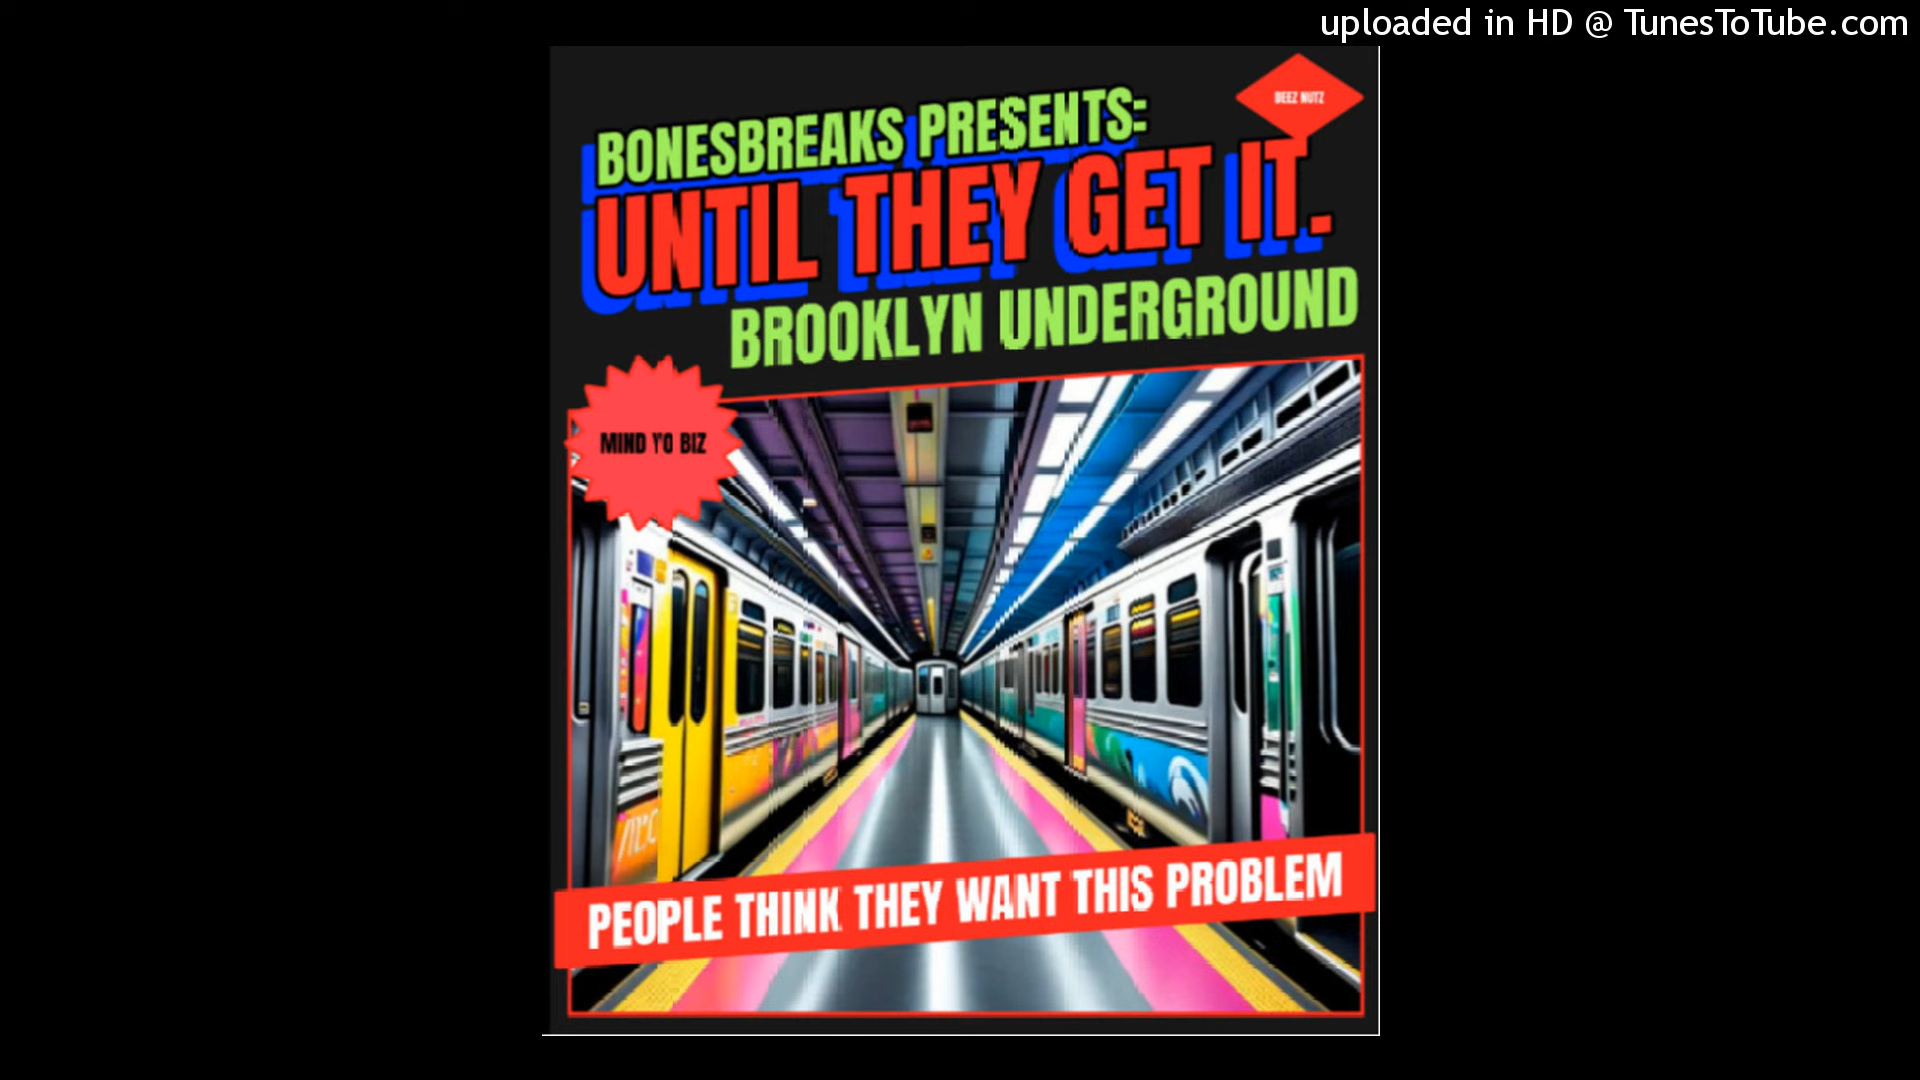 uploaded in HD @ TunesToTube.com
DEEZ NUTZ
BONESBREAKS PRESENTS:
UNTIL THEY GET IT.
BROOKLYN UNDERGROUND
MIND YO BIZ
PEOPLE THINK THEY WANT THIS PROBLEM